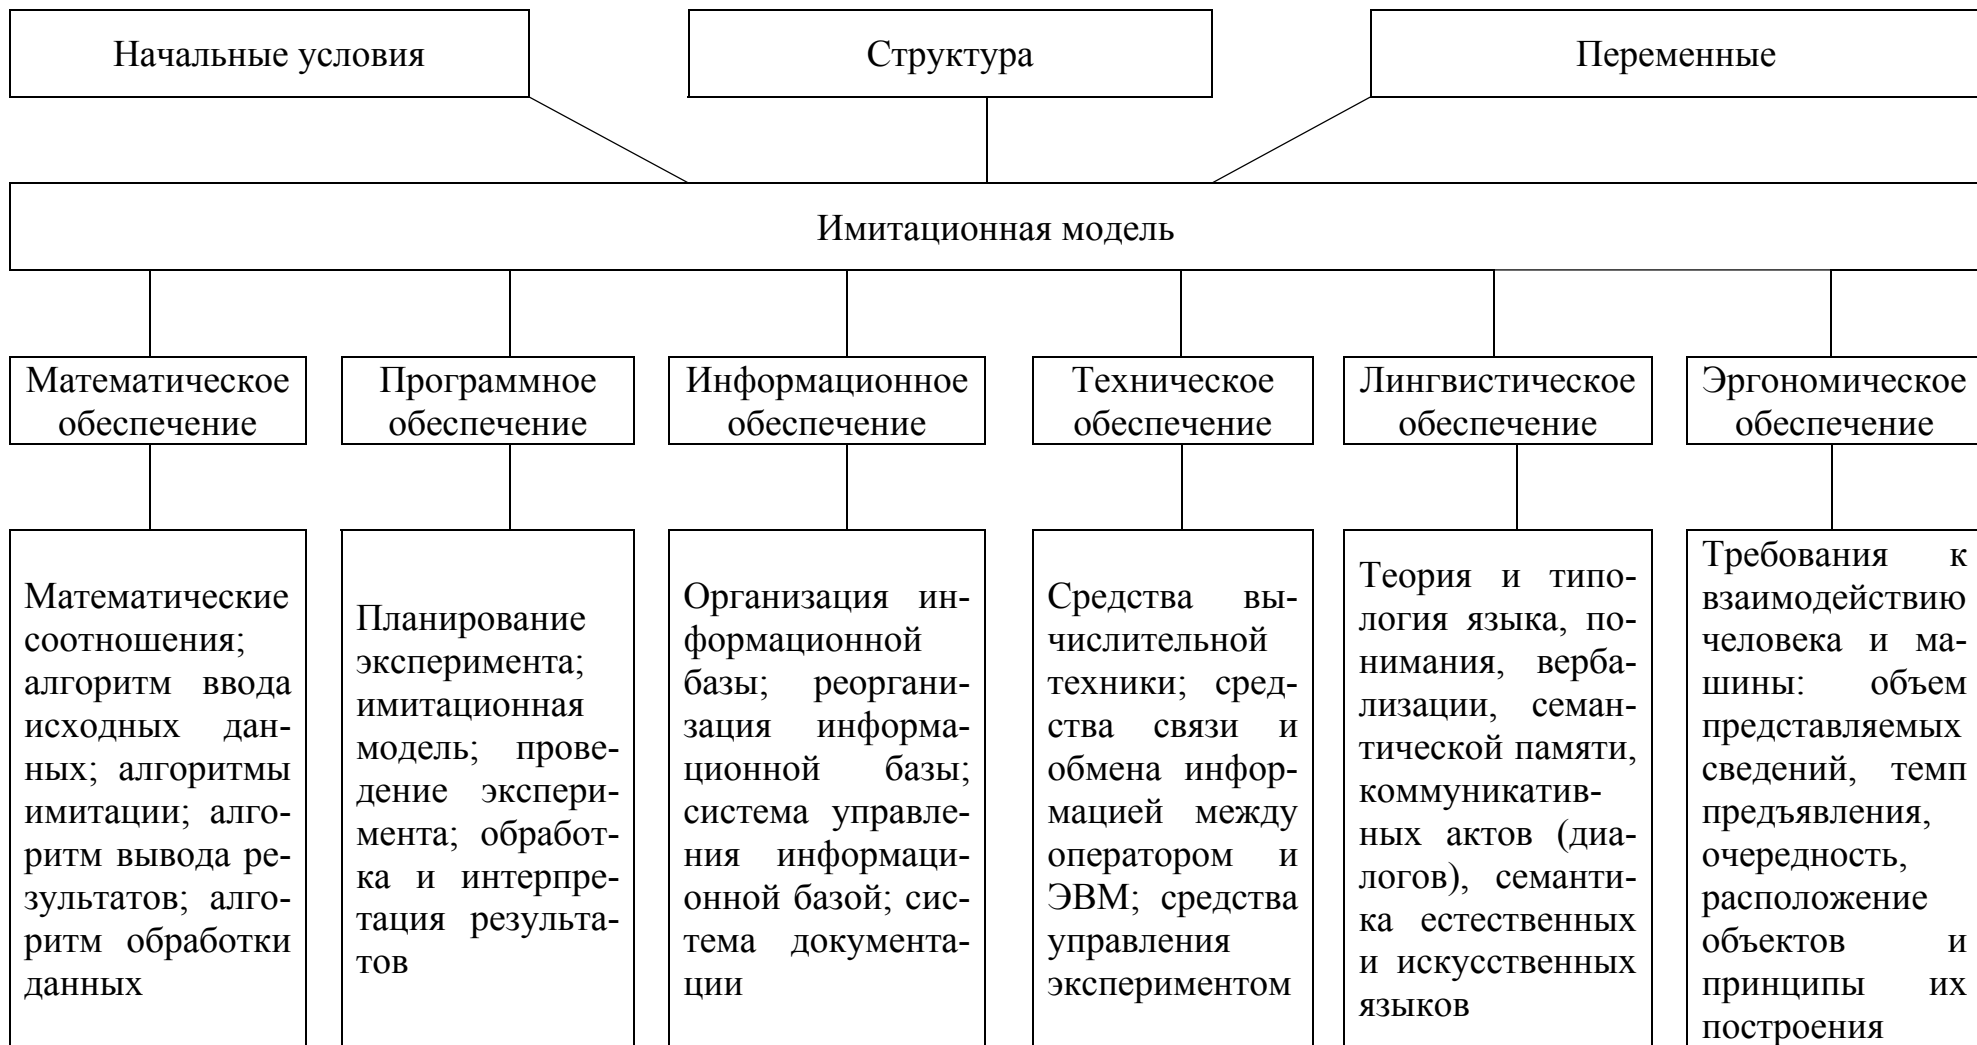 Начальные условия
Структура
Переменные
Имитационная модель
Математическое
обеспечение
Программное
обеспечение
Информационное
обеспечение
Техническое
обеспечение
Лингвистическое
обеспечение
Эргономическое
обеспечение
Математические
соотношения;
алгоритм ввода
исходных дан-
ных; алгоритмы
имитации; алго-
ритм вывода ре-
зультатов; алго-
ритм обработки
данных
Планирование
эксперимента;
имитационная
модель; прове-
дение экспери-
мента; обработ-
ка и интерпре-
тация результа-
тов
Организация ин-
формационной
базы; реоргани-
зация информа-
ционной базы;
система управле-
ния информаци-
онной базой; сис-
тема документа-
ции
Средства вы-
числительной
техники; сред-
ства связи и
обмена инфор-
мацией между
оператором и
ЭВМ; средства
управления
экспериментом
Теория и типо-
логия языка, по-
нимания, верба-
лизации, семан-
тической памяти,
коммуникатив-
ных актов (диа-
логов), семанти-
ка естественных
и искусственных
языков
Требования к
взаимодействию
человека и ма-
шины: объем
представляемых
сведений, темп
предъявления,
очередность,
расположение
объектов и
принципы их
построения